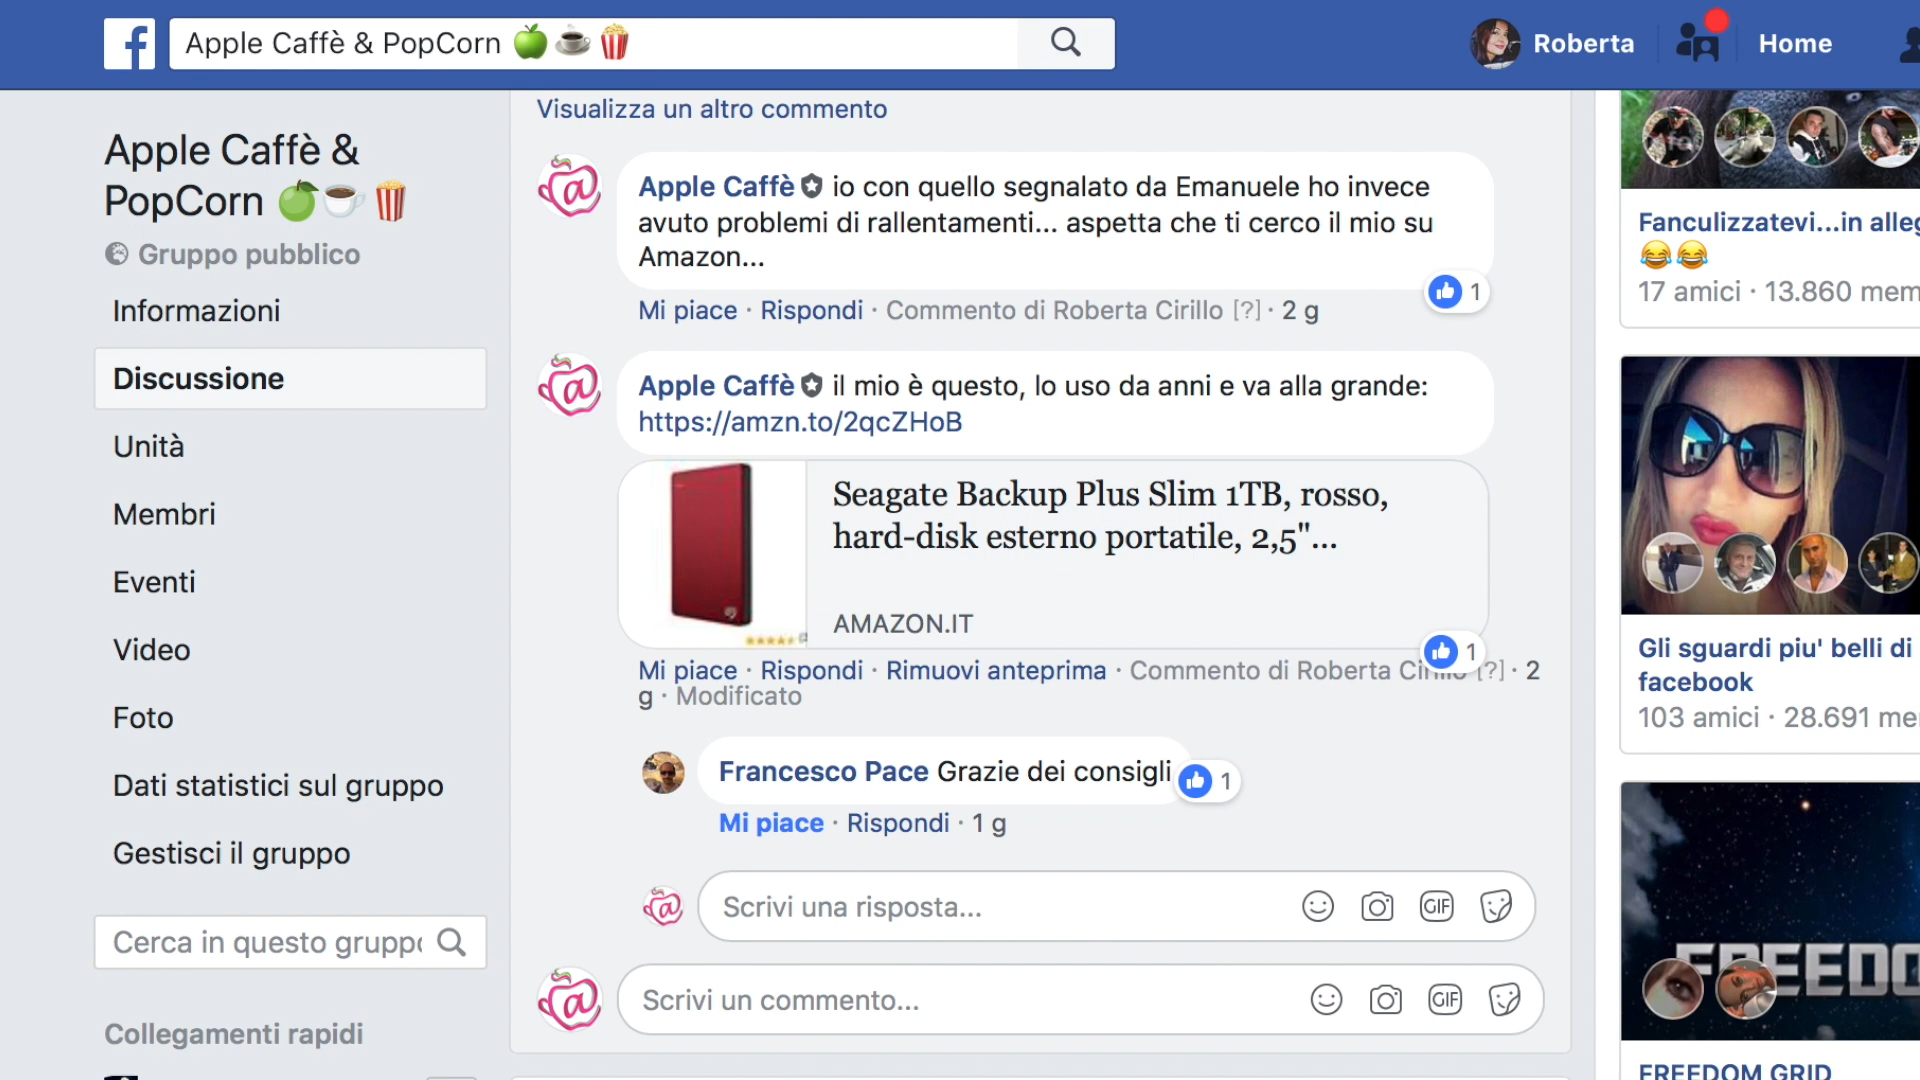 Apple Caffè & PopCorn 🍏☕🍿
Roberta
Home
Apple Caffè &
PopCorn 🍏☕🍿
Gruppo pubblico
Informazioni
Discussione
Unità
Membri
Eventi
Video
Foto
Dati statistici sul gruppo
Gestisci il gruppo
Cerca in questo gruppo
Collegamenti rapidi
Visualizza un altro commento
Apple Caffè io con quello segnalato da Emanuele ho invece
avuto problemi di rallentamenti... aspetta che ti cerco il mio su
Amazon...
1
Mi piace · Rispondi · Commento di Roberta Cirillo [?] · 2 g
Apple Caffè il mio è questo, lo uso da anni e va alla grande:
https://amzn.to/2qcZHoB
Seagate Backup Plus Slim 1TB, rosso,
hard-disk esterno portatile, 2,5"...
AMAZON.IT
1
Mi piace · Rispondi · Rimuovi anteprima · Commento di Roberta Cirillo [?] · 2
g · Modificato
Francesco Pace Grazie dei consigli
1
Mi piace · Rispondi · 1 g
Scrivi una risposta...
GIF
Scrivi un commento...
GIF
Fanculizzatevi...in alleg
😂😂
17 amici · 13.860 mem
Gli sguardi piu' belli di
facebook
103 amici · 28.691 me
FREEDO
FREEDOM GRID